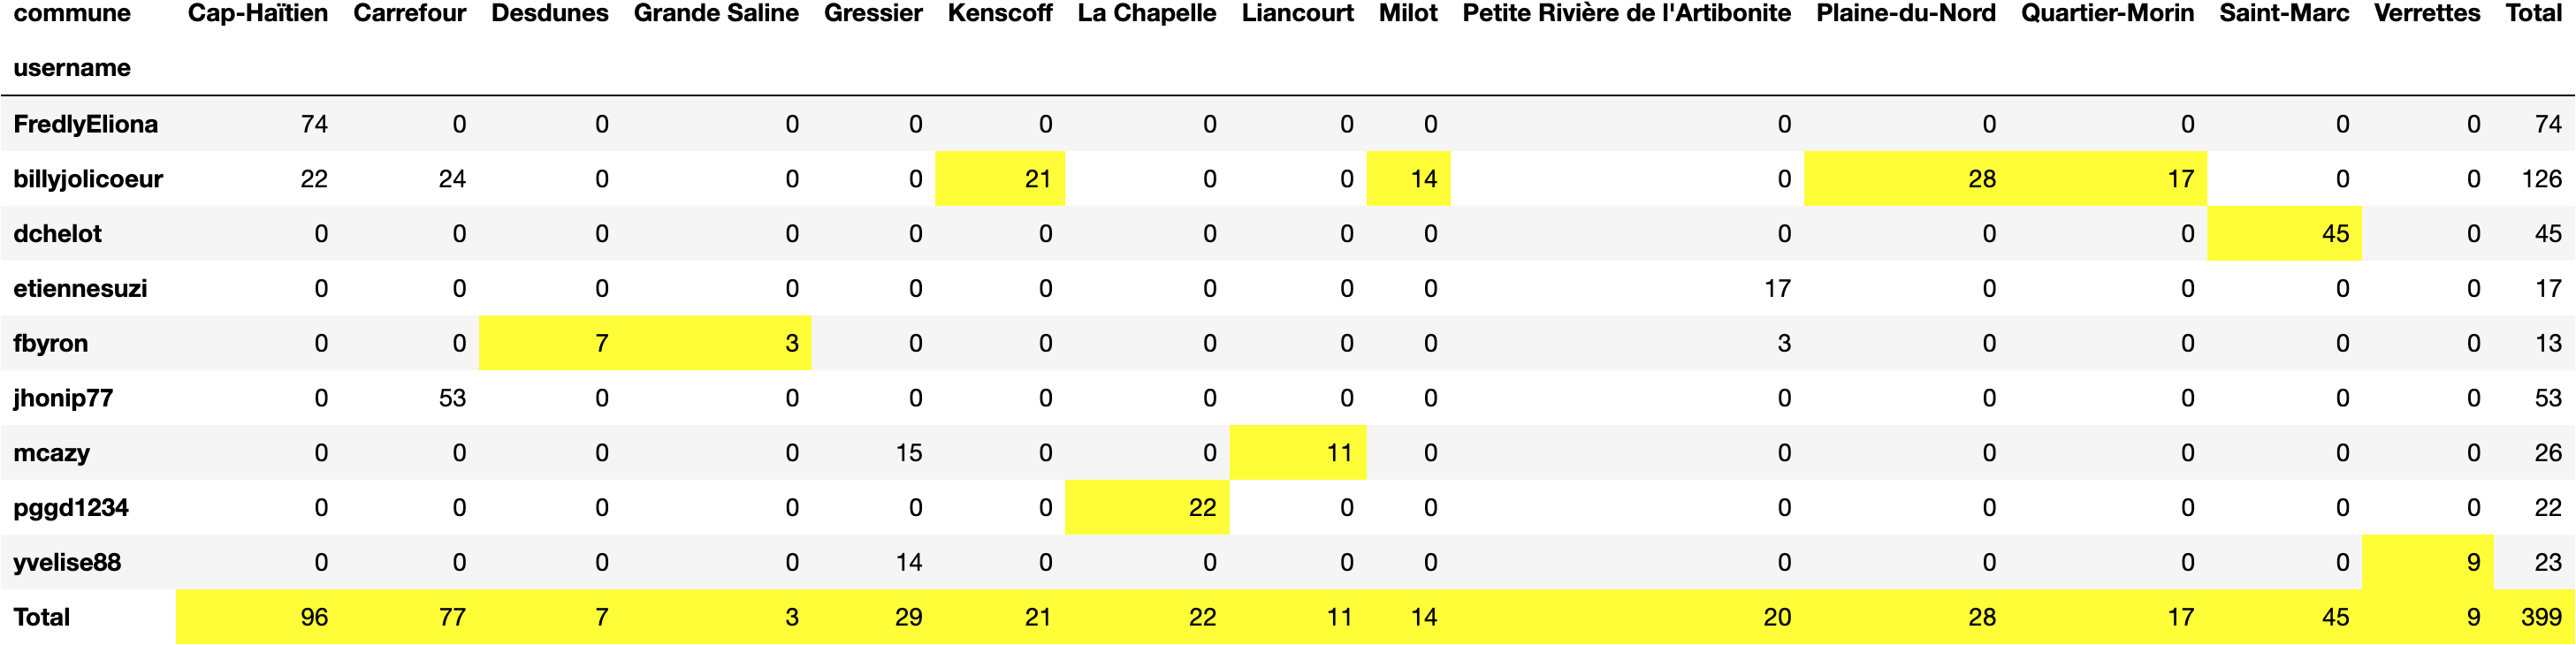 commune Cap-Haïtien Carrefour Desdunes Grande Saline Gressier Kenscoff La Chapelle Liancourt Milot Petite Rivière de l'Artibonite Plaine-du-Nord Quartier-Morin Saint-Marc Verrettes Total
username
FredlyEliona 74 0 0 0 0 0 0 0 0 0 0 0 0 0 74
billyjolicoeur 22 24 0 0 0 21 0 0 14 0 28 17 0 0 126
dchelot 0 0 0 0 0 0 0 0 0 0 0 0 45 0 45
etiennesuzi 0 0 0 0 0 0 0 0 0 17 0 0 0 0 17
fbyron 0 0 7 3 0 0 0 0 0 3 0 0 0 0 13
jhonip77 0 53 0 0 0 0 0 0 0 0 0 0 0 0 53
mcazy 0 0 0 0 15 0 0 11 0 0 0 0 0 0 26
pggd1234 0 0 0 0 0 0 22 0 0 0 0 0 0 0 22
yvelise88 0 0 0 0 14 0 0 0 0 0 0 0 0 9 23
Total 96 77 7 3 29 21 22 11 14 20 28 17 45 9 399